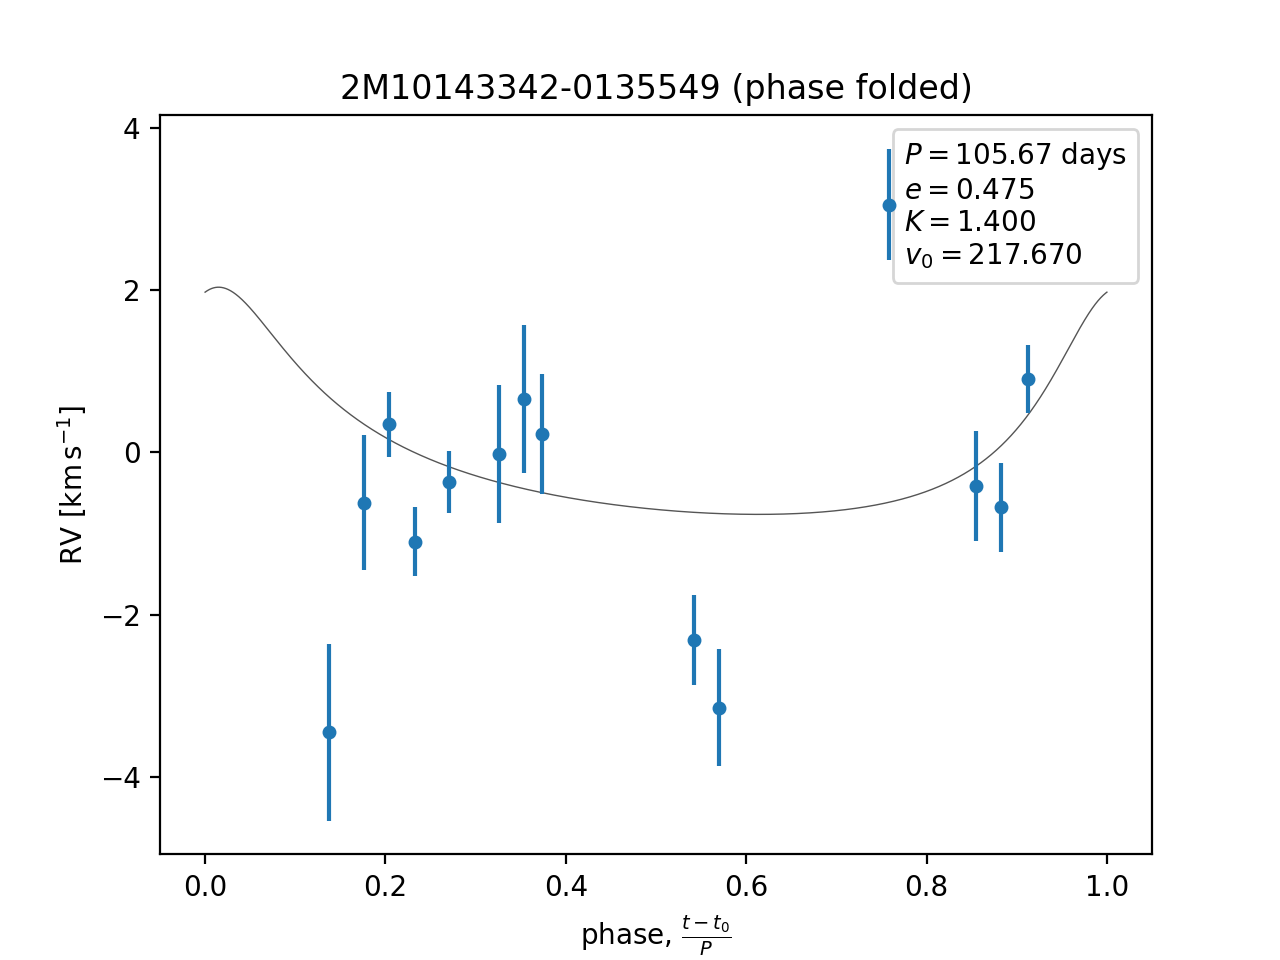 2M10143342-0135549 (phase folded)
P = 105.67 days
e = 0.475
K = 1.400
v₀ = 217.670
4
2
0
−2
−4
RV [km s⁻¹]
0.0 0.2 0.4 0.6 0.8 1.0
phase, (t − t₀)/P